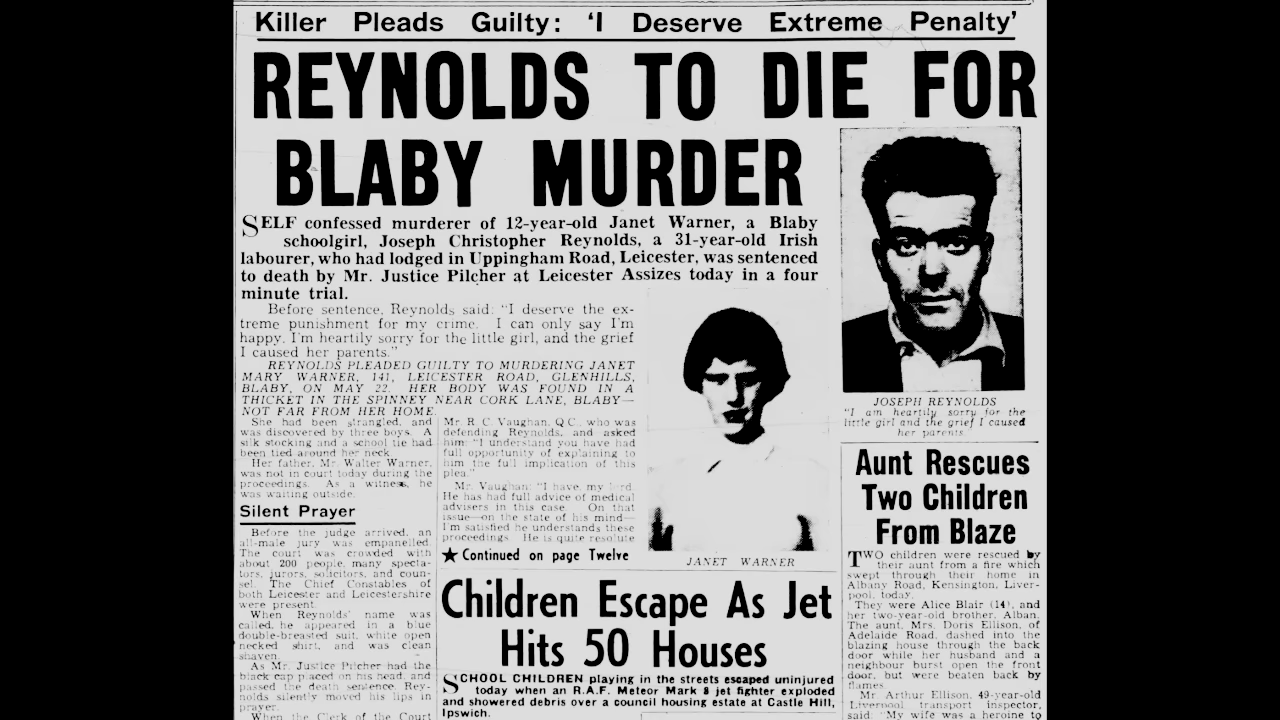 Killer Pleads Guilty: 'I Deserve Extreme Penalty'
REYNOLDS TO DIE FOR
BLABY MURDER
SELF confessed murderer of 12-year-old Janet Warner, a Blaby
schoolgirl, Joseph Christopher Reynolds, a 31-year-old Irish
labourer, who had lodged in Uppingham Road, Leicester, was sentenced
to death by Mr. Justice Pilcher at Leicester Assizes today in a four
minute trial.
Before sentence, Reynolds said: "I deserve the ex-
treme punishment for my crime. I can only say I'm
happy. I'm heartily sorry for the little girl, and the grief
I caused her parents."
REYNOLDS PLEADED GUILTY TO MURDERING JANET
MARY WARNER, 141, LEICESTER ROAD, GLENHILLS,
BLABY, ON MAY 22. HER BODY WAS FOUND IN A
THICKET IN THE SPINNEY NEAR CORK LANE, BLABY—
NOT FAR FROM HER HOME.
She had been strangled, and
was discovered by three boys. A
silk stocking and a school tie had
been tied around her neck.
Her father, Mr. Walter Warner,
was not in court today during the
proceedings. As a witness, he
was waiting outside.
Silent Prayer
Before the judge arrived, an
all-male jury was empanelled.
The court was crowded with
about 200 people, many specta-
tors, jurors, solicitors, and coun-
sel. The Chief Constables of
both Leicester and Leicestershire
were present.
When Reynolds' name was
called, he appeared in a blue
double-breasted suit, white open
necked shirt, and was clean
shaven.
As Mr. Justice Pilcher had the
black cap placed on his head, and
passed the death sentence, Rey-
nolds silently moved his lips in
prayer.
When the Clerk of the Court
Mr. R. C. Vaughan, Q.C., who was
defending Reynolds, and asked
him: "I understand you have had
full opportunity of explaining to
him the full implication of this
plea."
Mr. Vaughan: "I have, my lord.
He has had full advice of medical
advisers in this case. On that
issue—on the state of his mind—
I'm satisfied he understands these
proceedings. He is quite resolute
★ Continued on page Twelve
JANET WARNER
JOSEPH REYNOLDS
"I am heartily sorry for the
little girl and the grief I caused
her parents."
Children Escape As Jet
Hits 50 Houses
SCHOOL CHILDREN playing in the streets escaped uninjured
today when an R.A.F. Meteor Mark 8 jet fighter exploded
and showered debris over a council housing estate at Castle Hill,
Ipswich.
Aunt Rescues
Two Children
From Blaze
TWO children were rescued by
their aunt from a fire which
swept through their home in
Albany Road, Kensington, Liver-
pool, today.
They were Alice Blair (14), and
her two-year-old brother, Alban.
The aunt, Mrs. Doris Ellison, of
Adelaide Road, dashed into the
blazing house through the back
door while her husband and a
neighbour burst open the front
door, but were beaten back by
flames.
Mr. Arthur Ellison, 49-year-old
Liverpool transport inspector,
said: "My wife was a heroine to